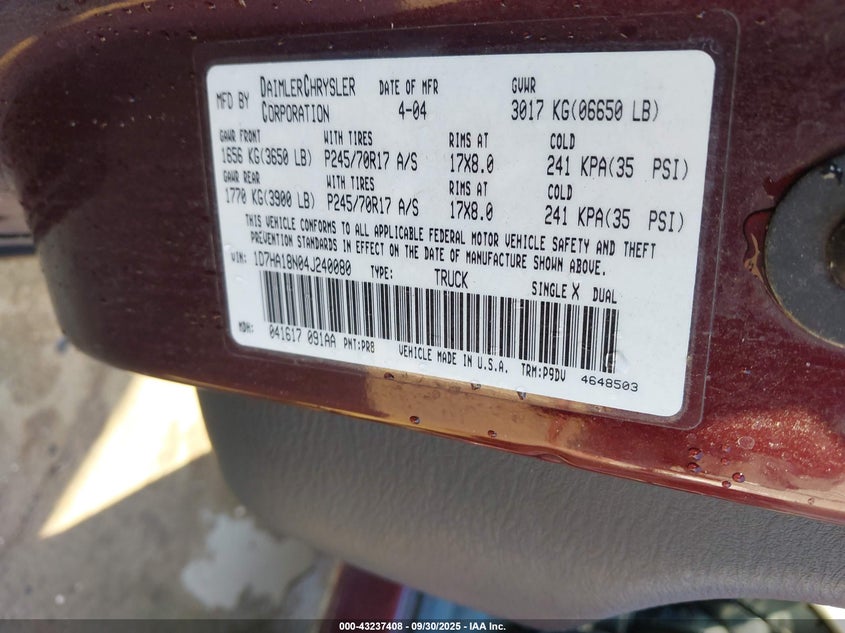 MFD BY DAIMLERCHRYSLER CORPORATION DATE OF MFR 4-04 GVWR 3017 KG(06650 LB)
GAWR FRONT WITH TIRES RIMS AT COLD
1656 KG(3650 LB) P245/70R17 A/S 17X8.0 241 KPA(35 PSI)
GAWR REAR WITH TIRES RIMS AT COLD
1770 KG(3900 LB) P245/70R17 A/S 17X8.0 241 KPA(35 PSI)
THIS VEHICLE CONFORMS TO ALL APPLICABLE FEDERAL MOTOR VEHICLE SAFETY AND THEFT
PREVENTION STANDARDS IN EFFECT ON THE DATE OF MANUFACTURE SHOWN ABOVE.
VIN: 1D7HA18N04J240080 TYPE: TRUCK SINGLE X DUAL
MDH: 041617 091AA PNT:PR8 VEHICLE MADE IN U.S.A. TRM:P9DV 4648503
000-43237408 - 09/30/2025 - IAA Inc.